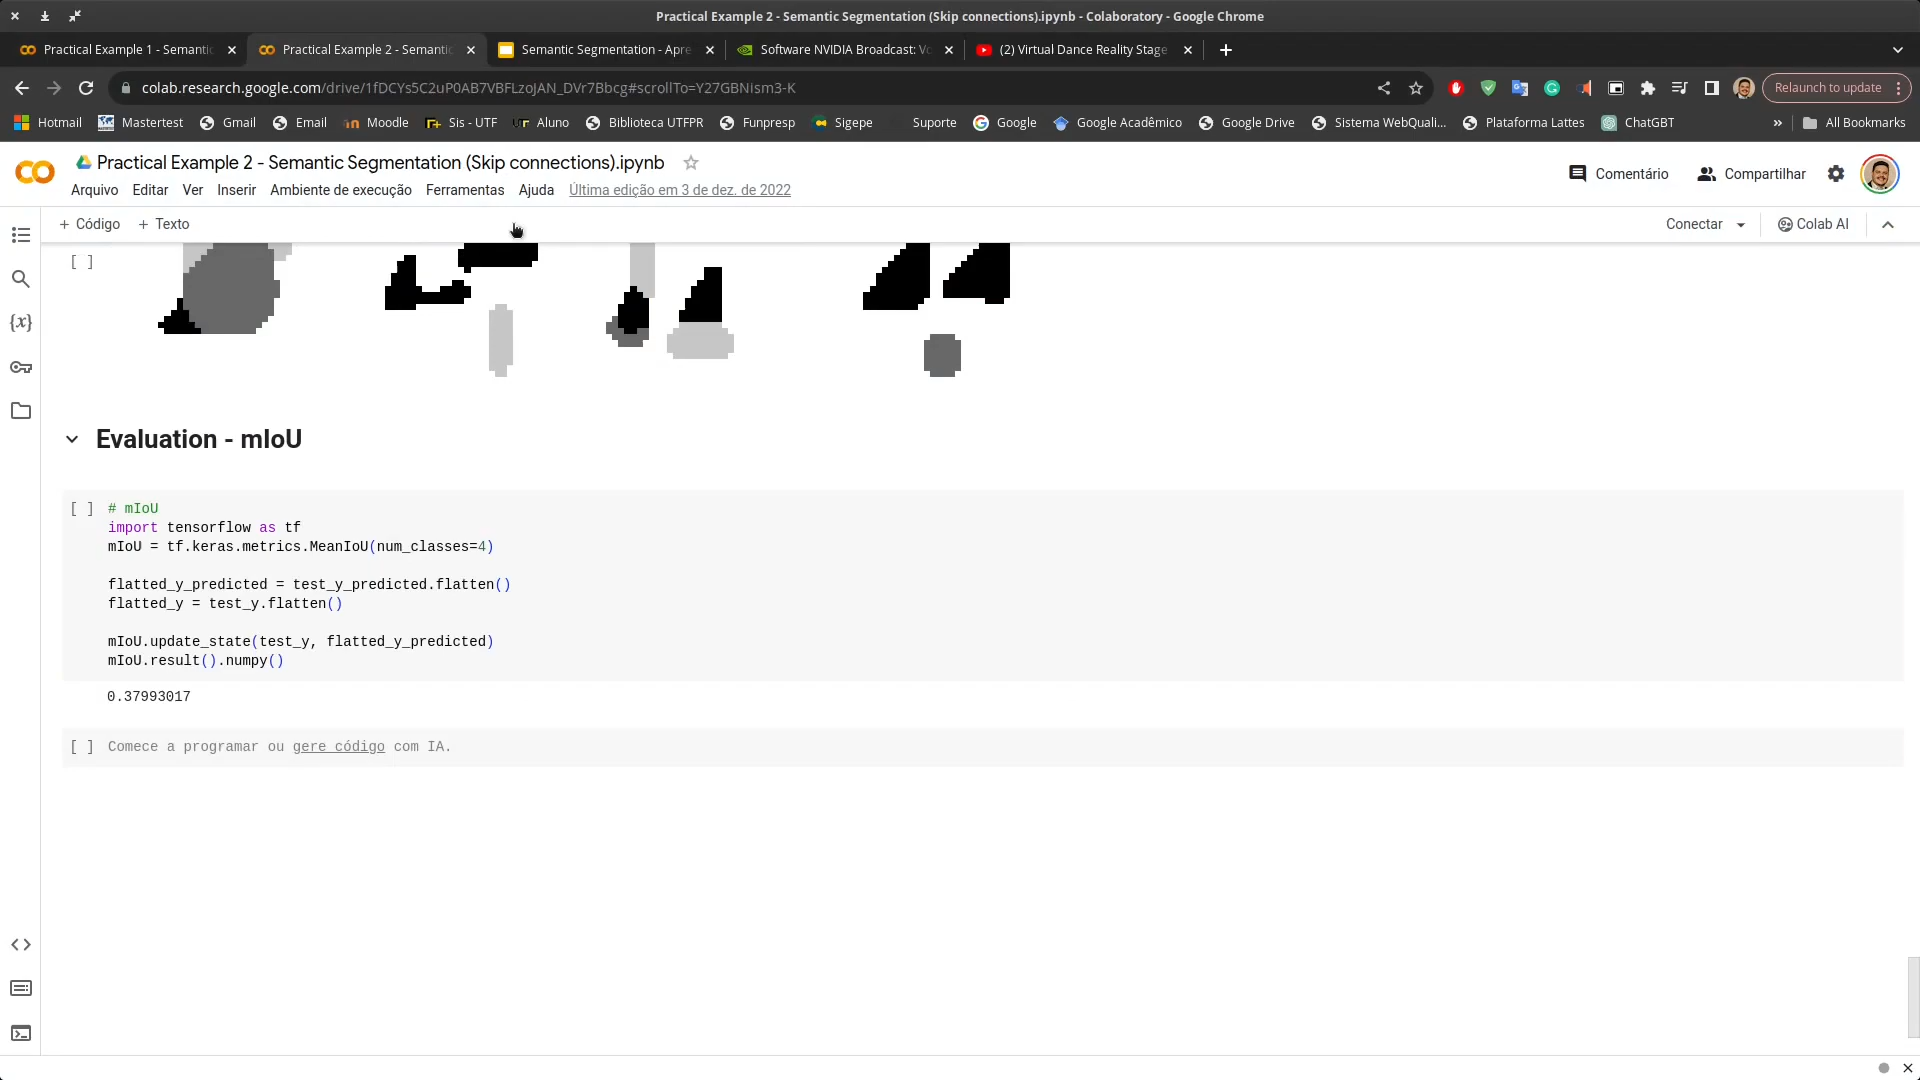 Practical Example 2 - Semantic Segmentation (Skip connections).ipynb - Colaboratory - Google Chrome
Practical Example 1 - Semantic
Practical Example 2 - Semantic
Semantic Segmentation - Apre
Software NVIDIA Broadcast: Vo
(2) Virtual Dance Reality Stage
colab.research.google.com/drive/1fDCYs5C2uP0AB7VBFLzoJAN_DVr7Bbcg#scrollTo=Y27GBNism3-K
Relaunch to update
Hotmail
Mastertest
Gmail
Email
Moodle
Sis - UTF
Aluno
Biblioteca UTFPR
Funpresp
Sigepe
Suporte
Google
Google Acadêmico
Google Drive
Sistema WebQuali...
Plataforma Lattes
ChatGBT
»
All Bookmarks
Practical Example 2 - Semantic Segmentation (Skip connections).ipynb
Arquivo Editar Ver Inserir Ambiente de execução Ferramentas Ajuda Última edição em 3 de dez. de 2022
Comentário
Compartilhar
+ Código + Texto
Conectar
Colab AI
[ ]
Evaluation - mIoU
[ ] # mIoU
import tensorflow as tf
mIoU = tf.keras.metrics.MeanIoU(num_classes=4)
flatted_y_predicted = test_y_predicted.flatten()
flatted_y = test_y.flatten()
mIoU.update_state(test_y, flatted_y_predicted)
mIoU.result().numpy()
0.37993017
[ ] Comece a programar ou gere código com IA.